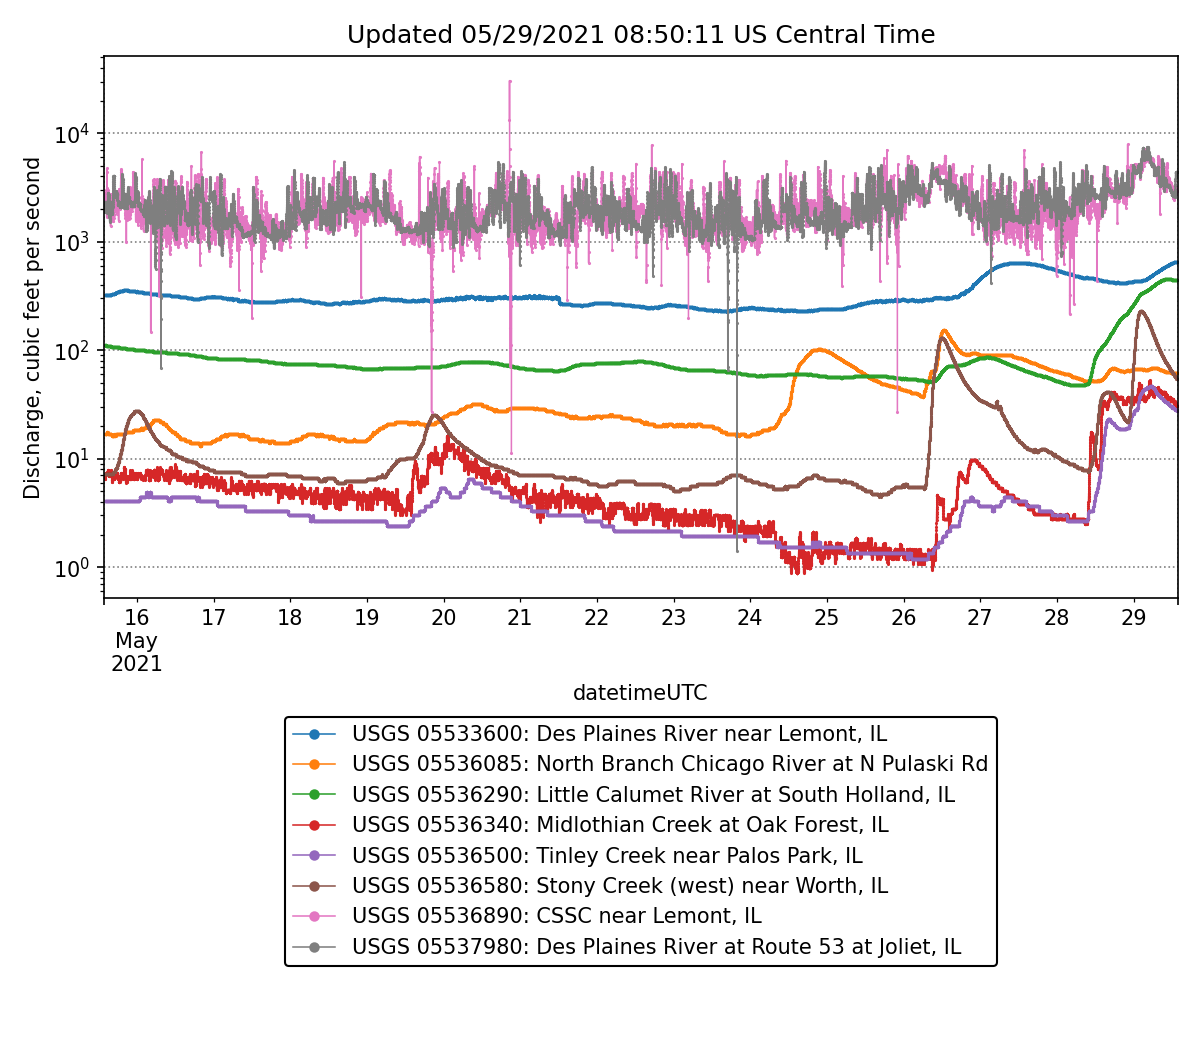 Updated 05/29/2021 08:50:11 US Central Time
Discharge, cubic feet per second
10^4
10^3
10^2
10^1
10^0
16 17 18 19 20 21 22 23 24 25 26 27 28 29
May
2021
datetimeUTC
USGS 05533600: Des Plaines River near Lemont, IL
USGS 05536085: North Branch Chicago River at N Pulaski Rd
USGS 05536290: Little Calumet River at South Holland, IL
USGS 05536340: Midlothian Creek at Oak Forest, IL
USGS 05536500: Tinley Creek near Palos Park, IL
USGS 05536580: Stony Creek (west) near Worth, IL
USGS 05536890: CSSC near Lemont, IL
USGS 05537980: Des Plaines River at Route 53 at Joliet, IL